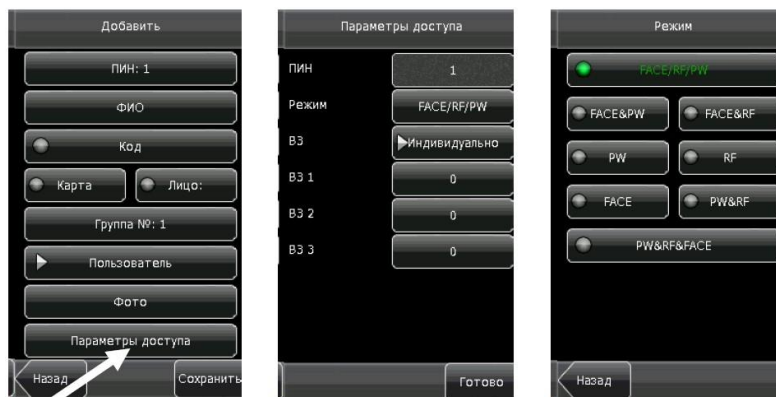 Добавить
ПИН: 1
ФИО
Код
Карта
Лицо:
Группа №: 1
Пользователь
Фото
Параметры доступа
Назад
Сохранить
Параметры доступа
ПИН
1
Режим
FACE/RF/PW
ВЗ
Индивидуально
ВЗ 1
0
ВЗ 2
0
ВЗ 3
0
Готово
Режим
FACE/RF/PW
FACE&PW
FACE&RF
PW
RF
FACE
PW&RF
PW&RF&FACE
Назад